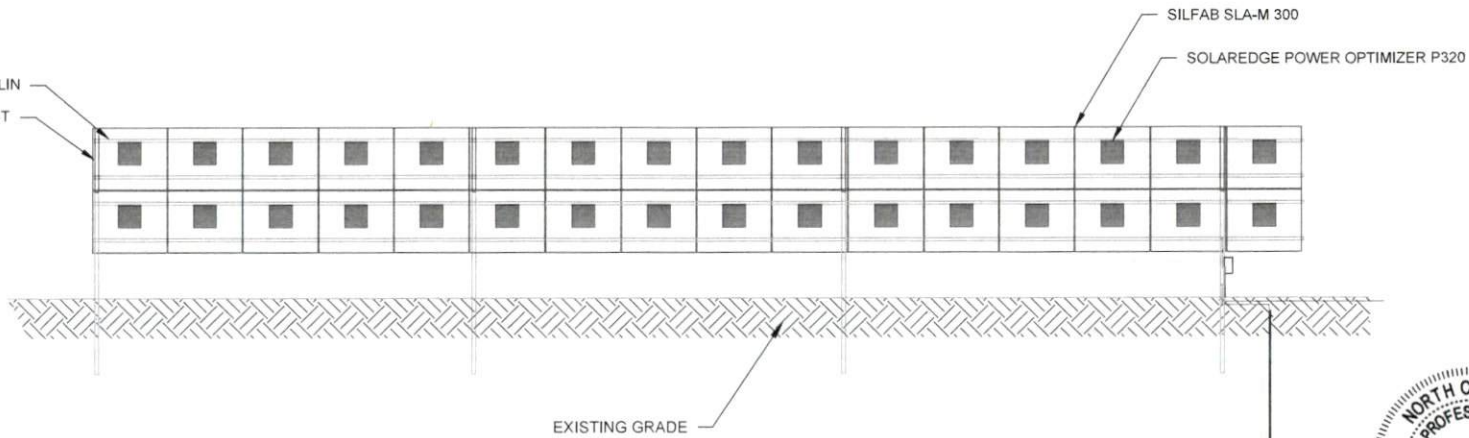 SILFAB SLA-M 300
SOLAREDGE POWER OPTIMIZER P320
LIN
T
EXISTING GRADE
NORTH C
PROFES